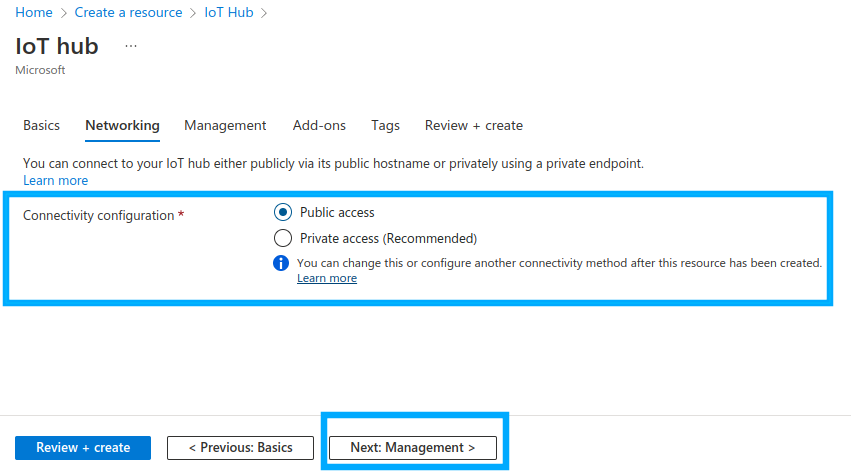 Home > Create a resource > IoT Hub >
IoT hub ...
Microsoft
Basics Networking Management Add-ons Tags Review + create
You can connect to your IoT hub either publicly via its public hostname or privately using a private endpoint.
Learn more
Connectivity configuration * Public access
Private access (Recommended)
You can change this or configure another connectivity method after this resource has been created.
Learn more
Review + create < Previous: Basics Next: Management >